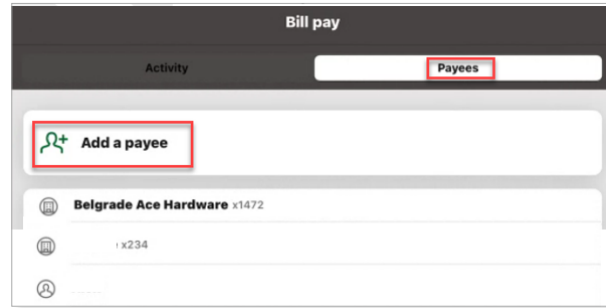 Bill pay
Activity
Payees
Add a payee
Belgrade Ace Hardware x1472
x234